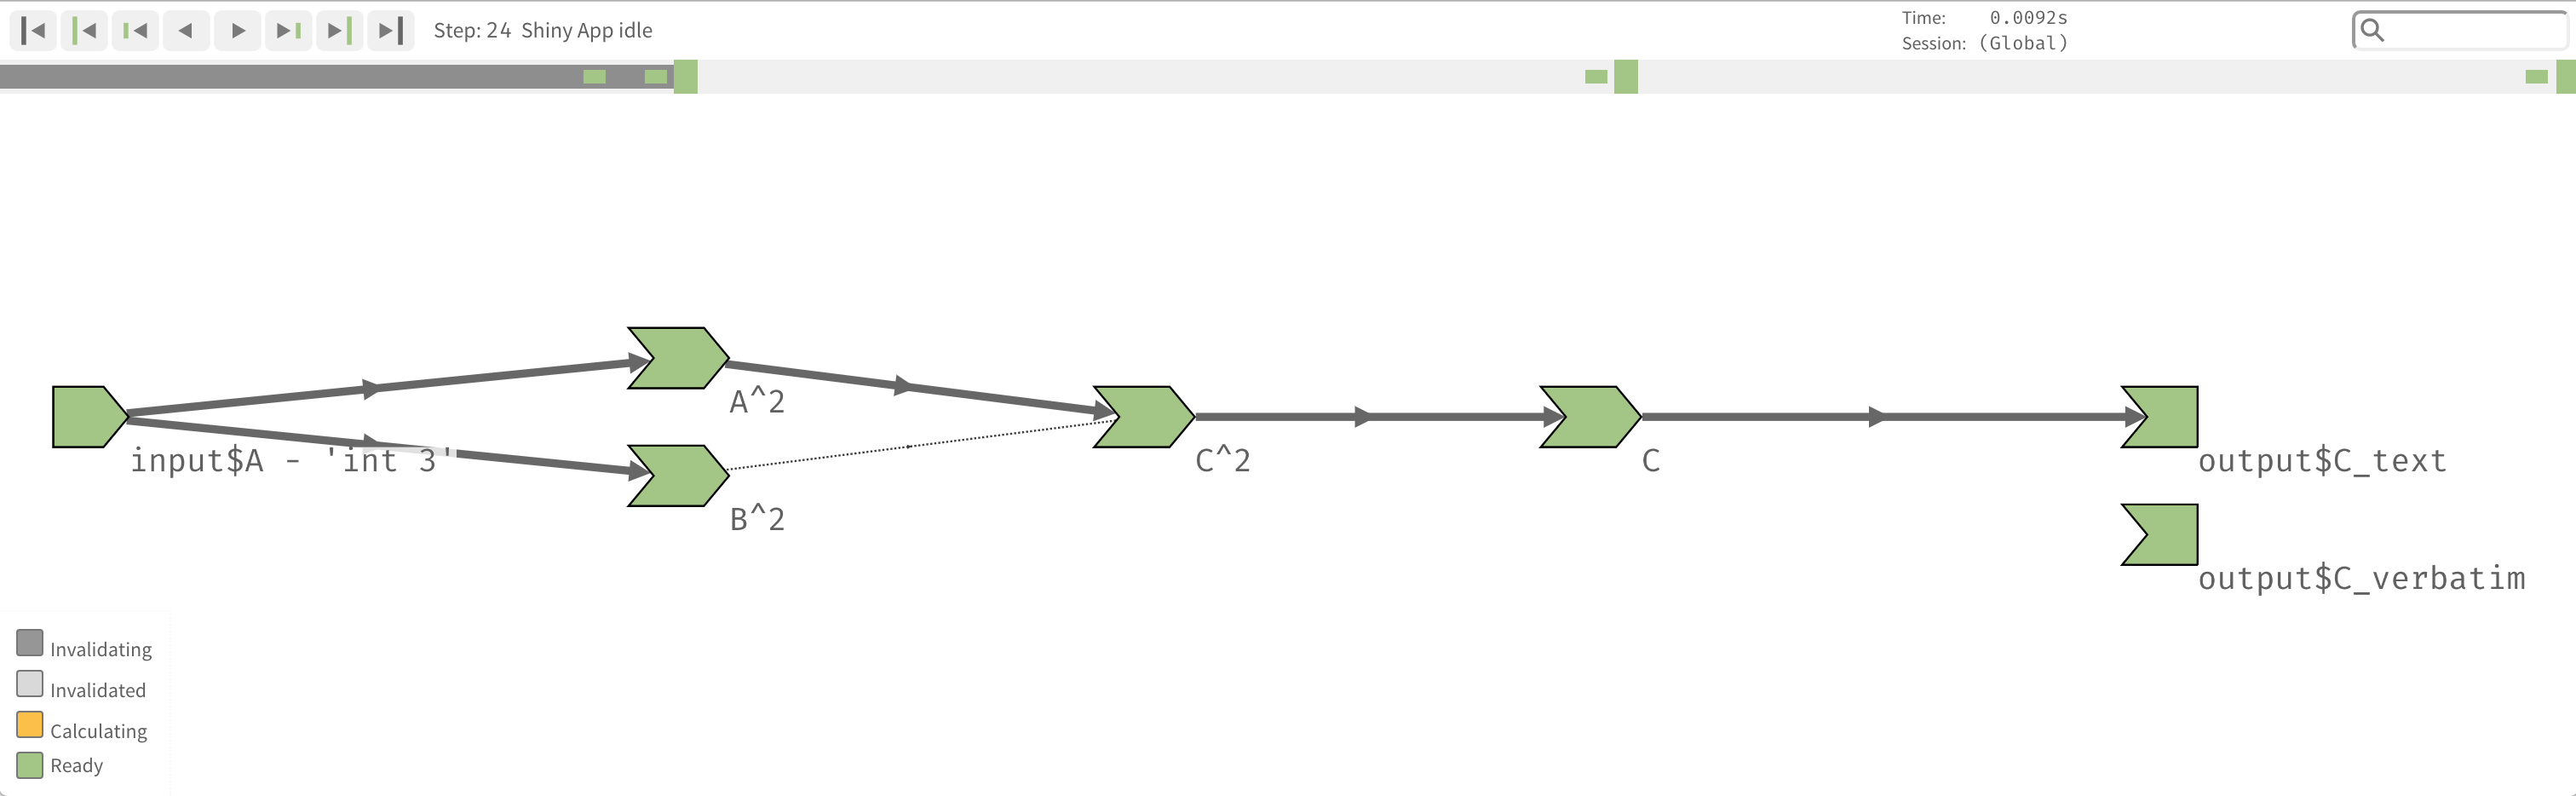 Step: 24 Shiny App idle
Time: 0.0092s
Session: (Global)
A^2
input$A - 'int 3'
C^2
C
output$C_text
B^2
output$C_verbatim
Invalidating
Invalidated
Calculating
Ready